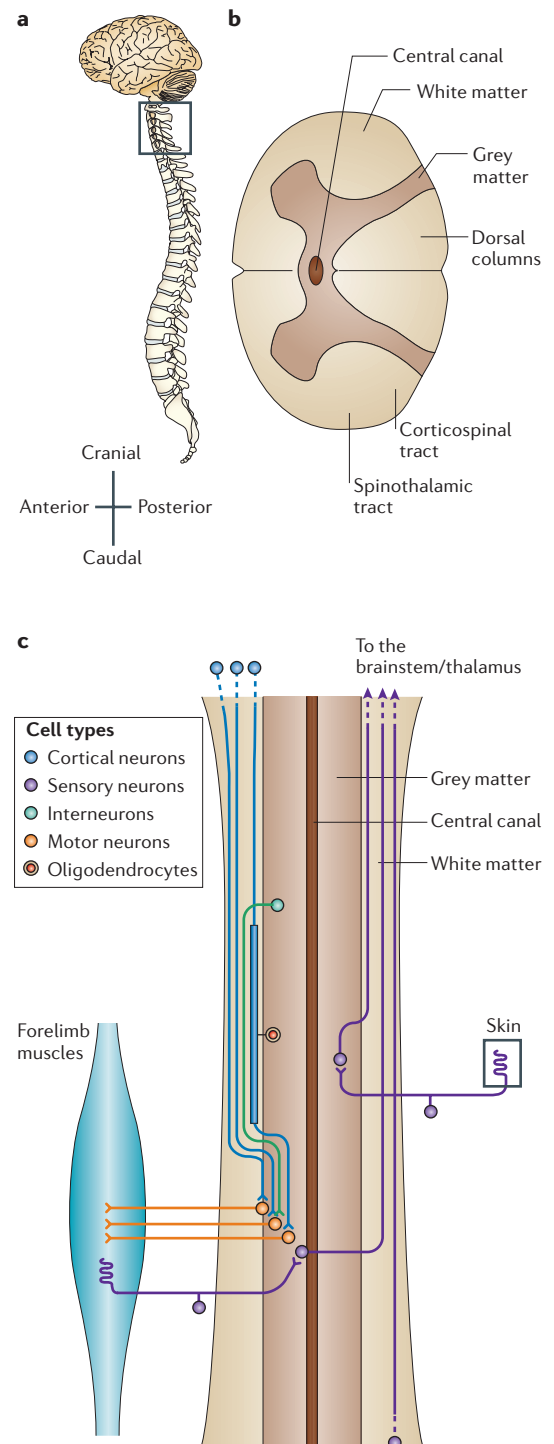 a
b
Central canal
White matter
Grey
matter
Dorsal
columns
Corticospinal
tract
Spinothalamic
tract
Cranial
Anterior
Posterior
Caudal
c
To the
brainstem/thalamus
Cell types
Cortical neurons
Sensory neurons
Interneurons
Motor neurons
Oligodendrocytes
Grey matter
Central canal
White matter
Forelimb
muscles
Skin